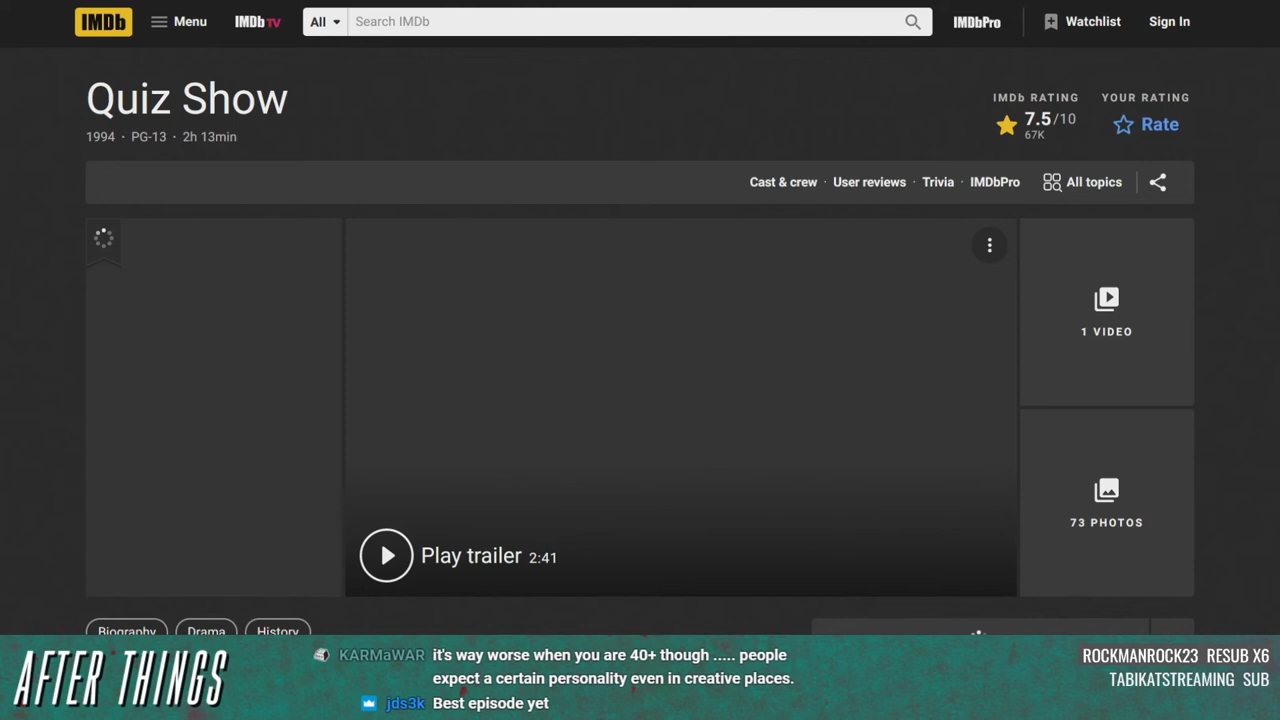 IMDb
Menu
IMDb TV
All
Search IMDb
IMDbPro
Watchlist
Sign In
Quiz Show
1994 · PG-13 · 2h 13min
IMDb RATING
7.5/10
67K
YOUR RATING
Rate
Cast & crew · User reviews · Trivia · IMDbPro
All topics
1 VIDEO
73 PHOTOS
Play trailer 2:41
Biography
Drama
History
AFTER THINGS
KARMaWAR it's way worse when you are 40+ though ..... people
expect a certain personality even in creative places.
jds3k Best episode yet
ROCKMANROCK23 RESUB X6
TABIKATSTREAMING SUB